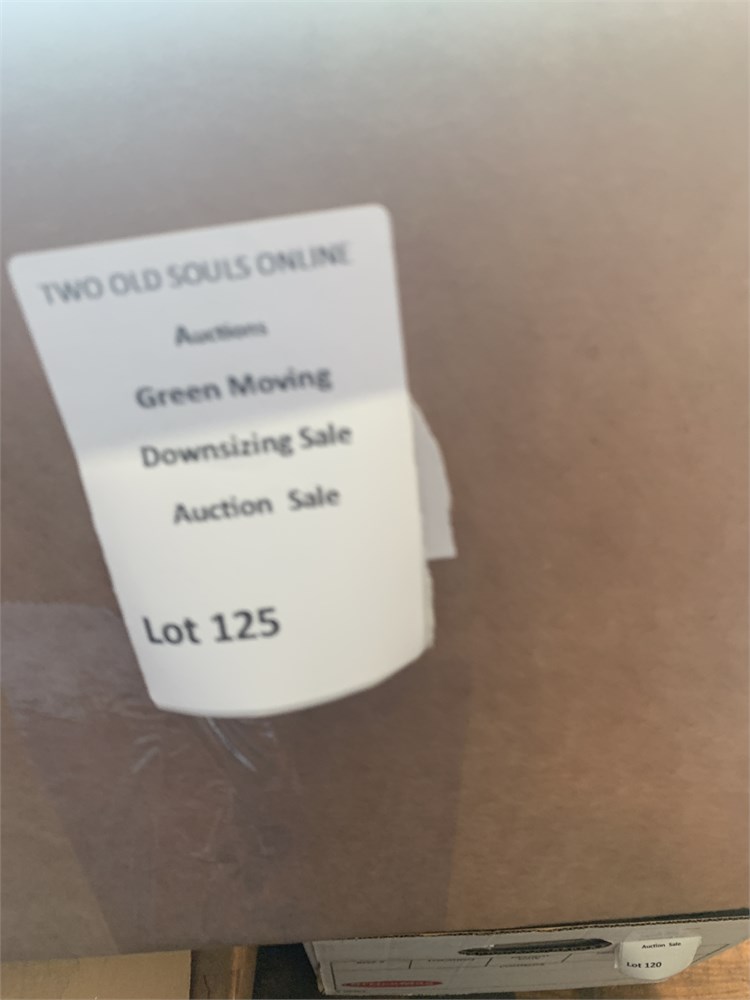 TWO OLD SOULS ONLINE
Auctions
Green Moving
Downsizing Sale
Auction Sale
Lot 125
Auction Sale
Lot 120